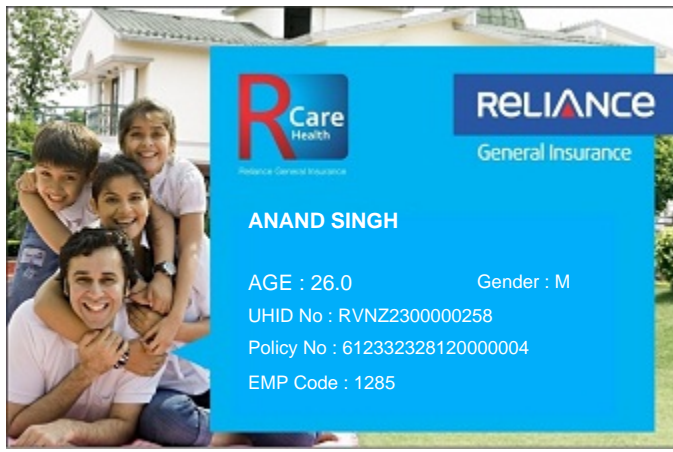 R Care
Health
Reliance General Insurance
RELIANCE
General Insurance
ANAND SINGH
AGE : 26.0 Gender : M
UHID No : RVNZ2300000258
Policy No : 612332328120000004
EMP Code : 1285